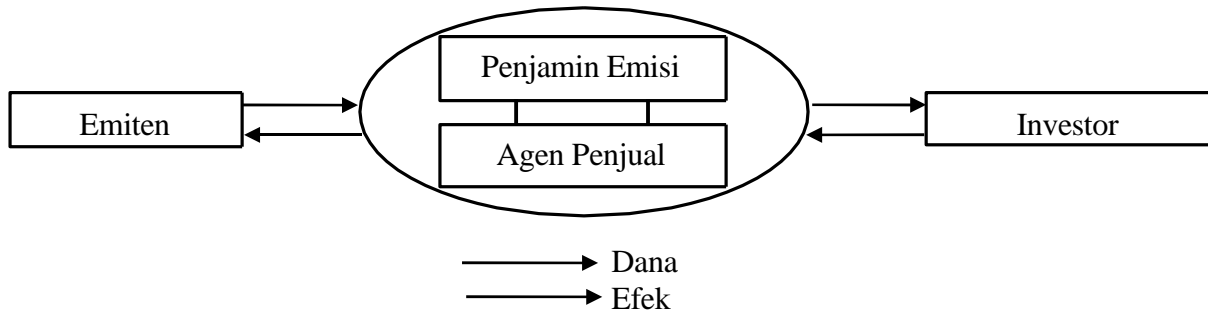 Penjamin Emisi
Emiten
Investor
Agen Penjual
Dana
Efek